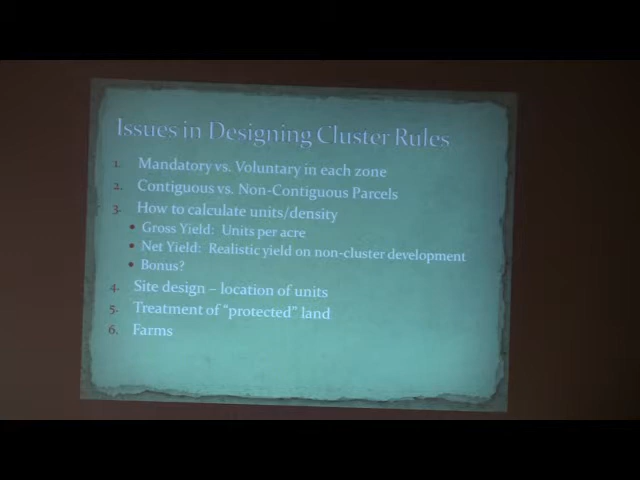 Issues in Designing Cluster Rules
1. Mandatory vs. Voluntary in each zone
2. Contiguous vs. Non-Contiguous Parcels
3. How to calculate units/density
• Gross Yield: Units per acre
• Net Yield: Realistic yield on non-cluster development
• Bonus?
4. Site design – location of units
5. Treatment of “protected” land
6. Farms